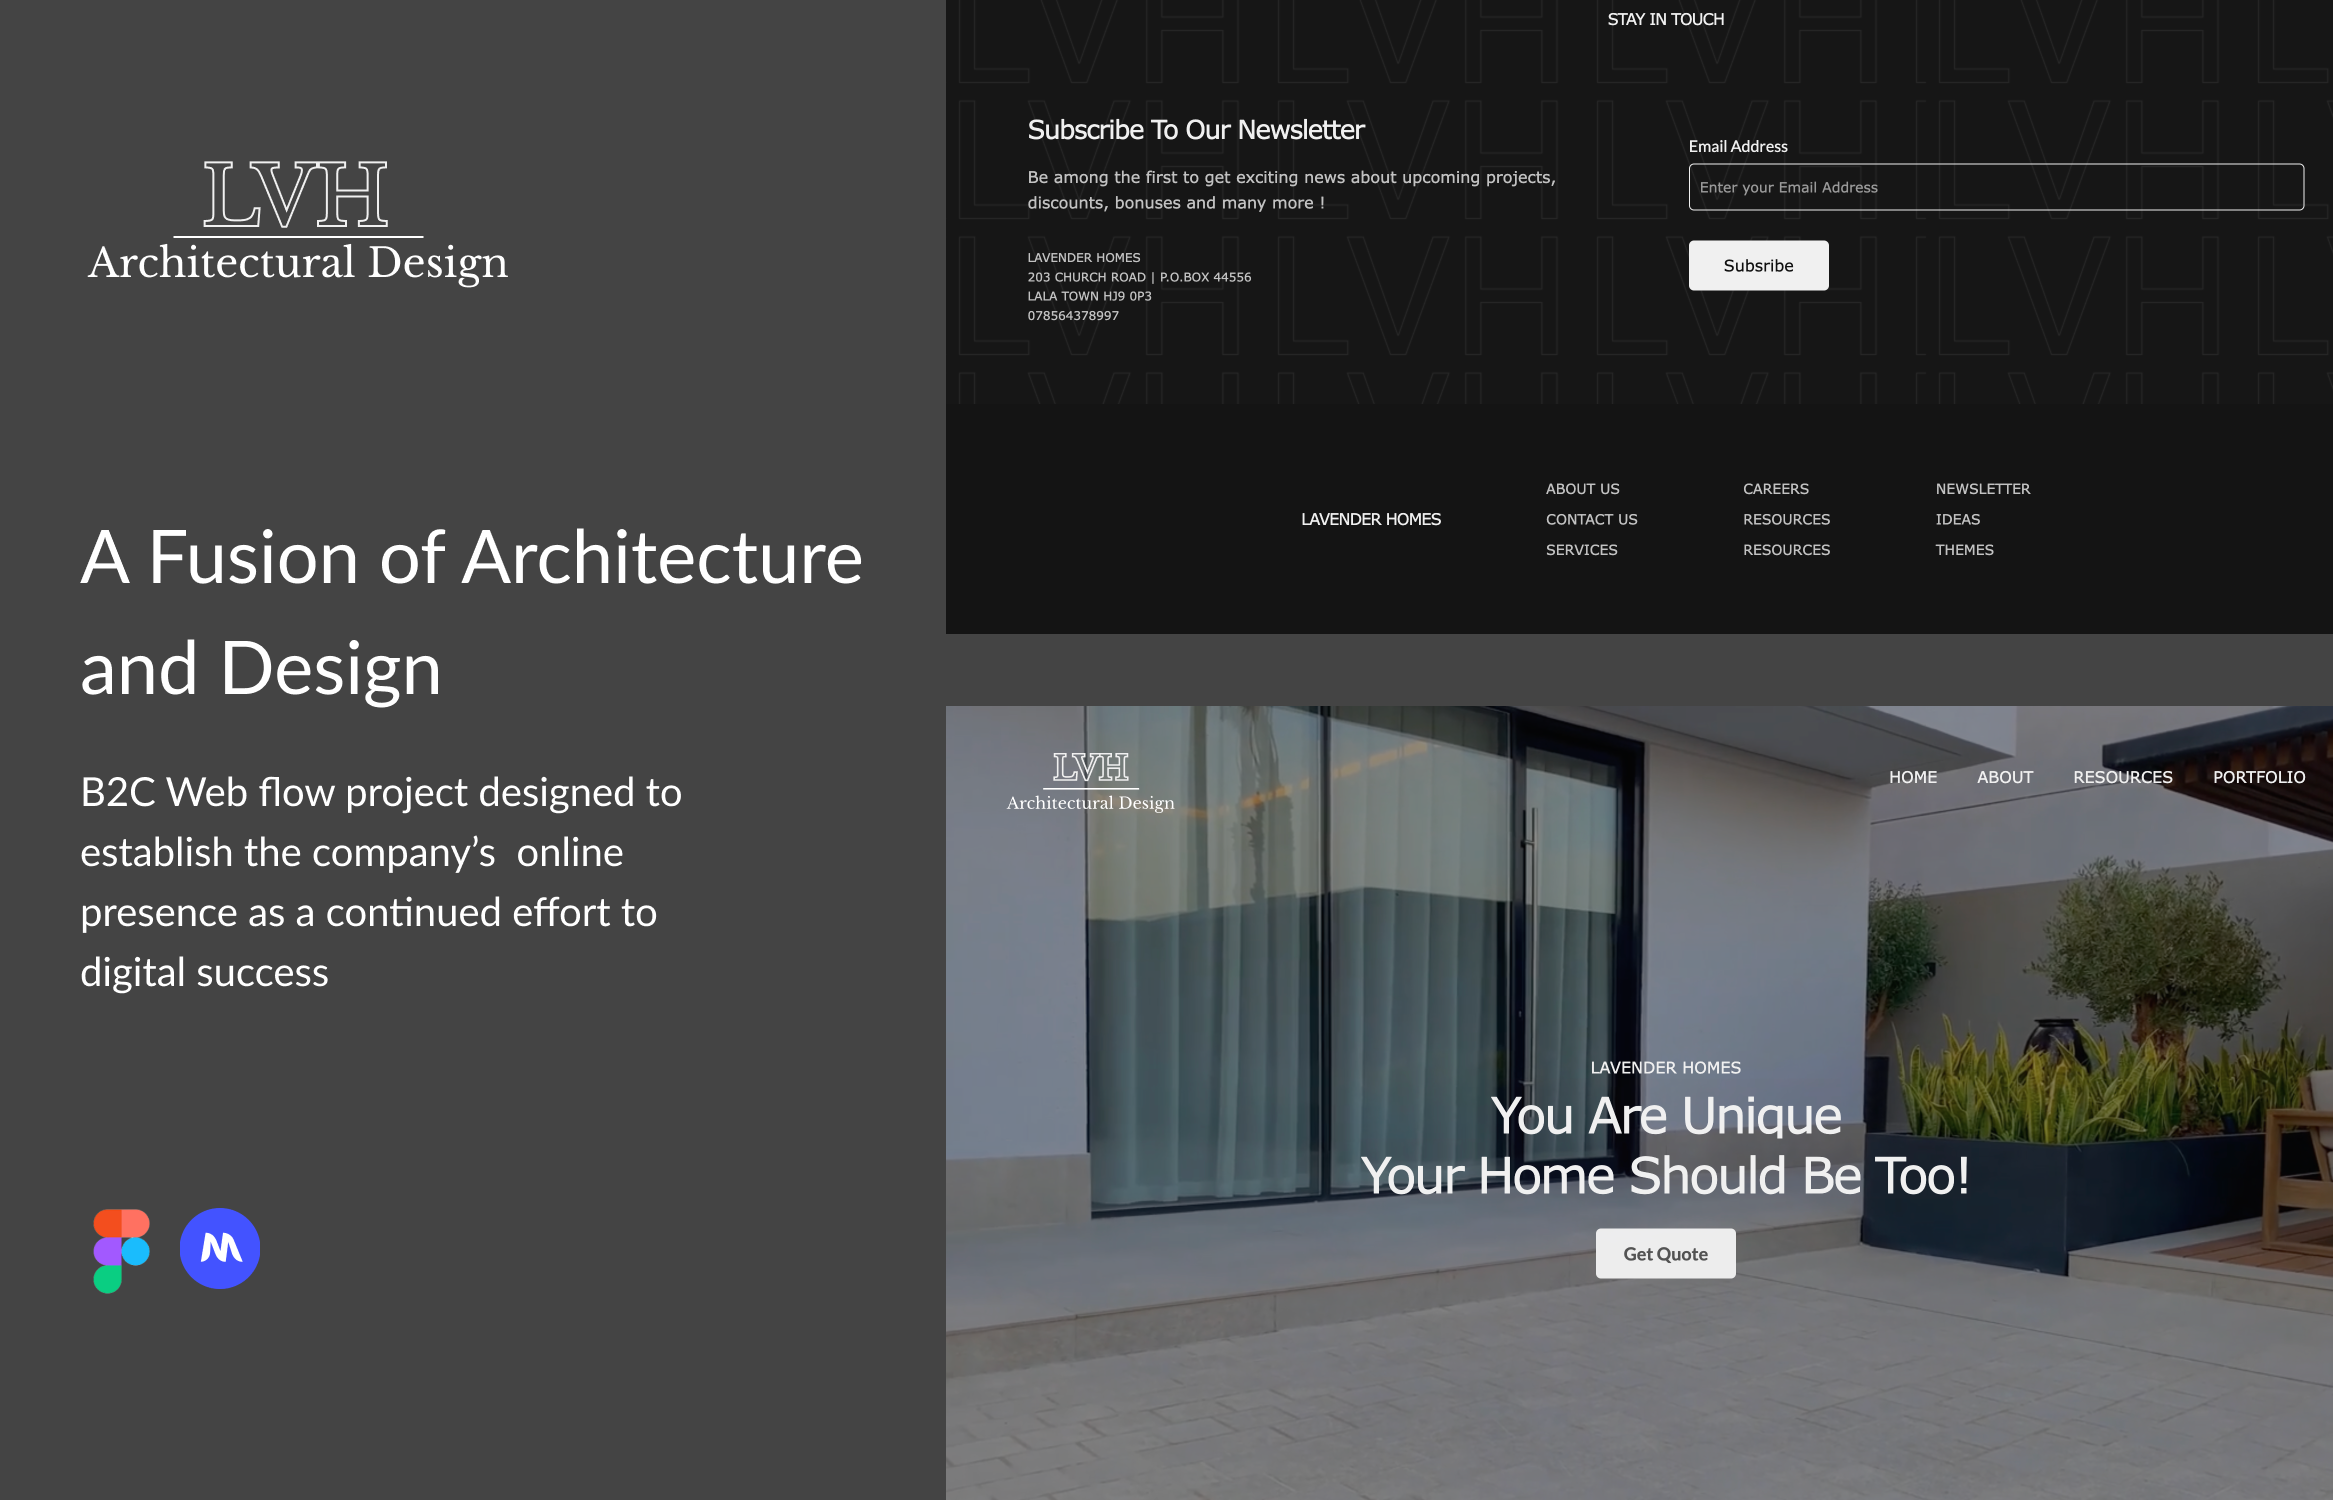 LVH
Architectural Design
A Fusion of Architecture
and Design
B2C Web flow project designed to
establish the company’s  online
presence as a continued effort to
digital success
STAY IN TOUCH
Subscribe To Our Newsletter
Be among the first to get exciting news about upcoming projects,
discounts, bonuses and many more !
LAVENDER HOMES
203 CHURCH ROAD | P.O.BOX 44556
LALA TOWN HJ9 0P3
078564378997
Email Address
Enter your Email Address
Subsribe
LAVENDER HOMES
ABOUT US
CONTACT US
SERVICES
CAREERS
RESOURCES
RESOURCES
NEWSLETTER
IDEAS
THEMES
LVH
Architectural Design
HOME ABOUT RESOURCES PORTFOLIO
LAVENDER HOMES
You Are Unique
Your Home Should Be Too!
Get Quote